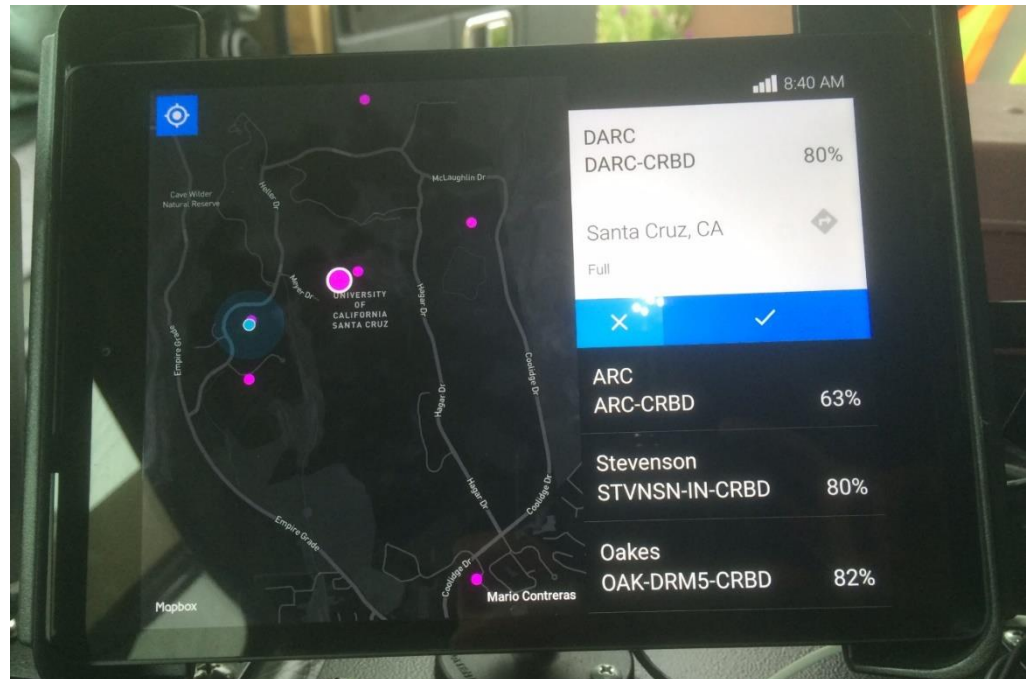 8:40 AM
Cave Wilder
Natural Reserve
Heller Dr
McLaughlin Dr
Meyer Dr
UNIVERSITY
OF
CALIFORNIA
SANTA CRUZ
Hagar Dr
Empire Grade
Coolidge Dr
Hagar Dr
Hagar Dr
Coolidge Dr
Empire Grade
Coolidge Dr
Mapbox
Mario Contreras
DARC
DARC-CRBD 80%
Santa Cruz, CA
Full
ARC
ARC-CRBD 63%
Stevenson
STVNSN-IN-CRBD 80%
Oakes
OAK-DRM5-CRBD 82%